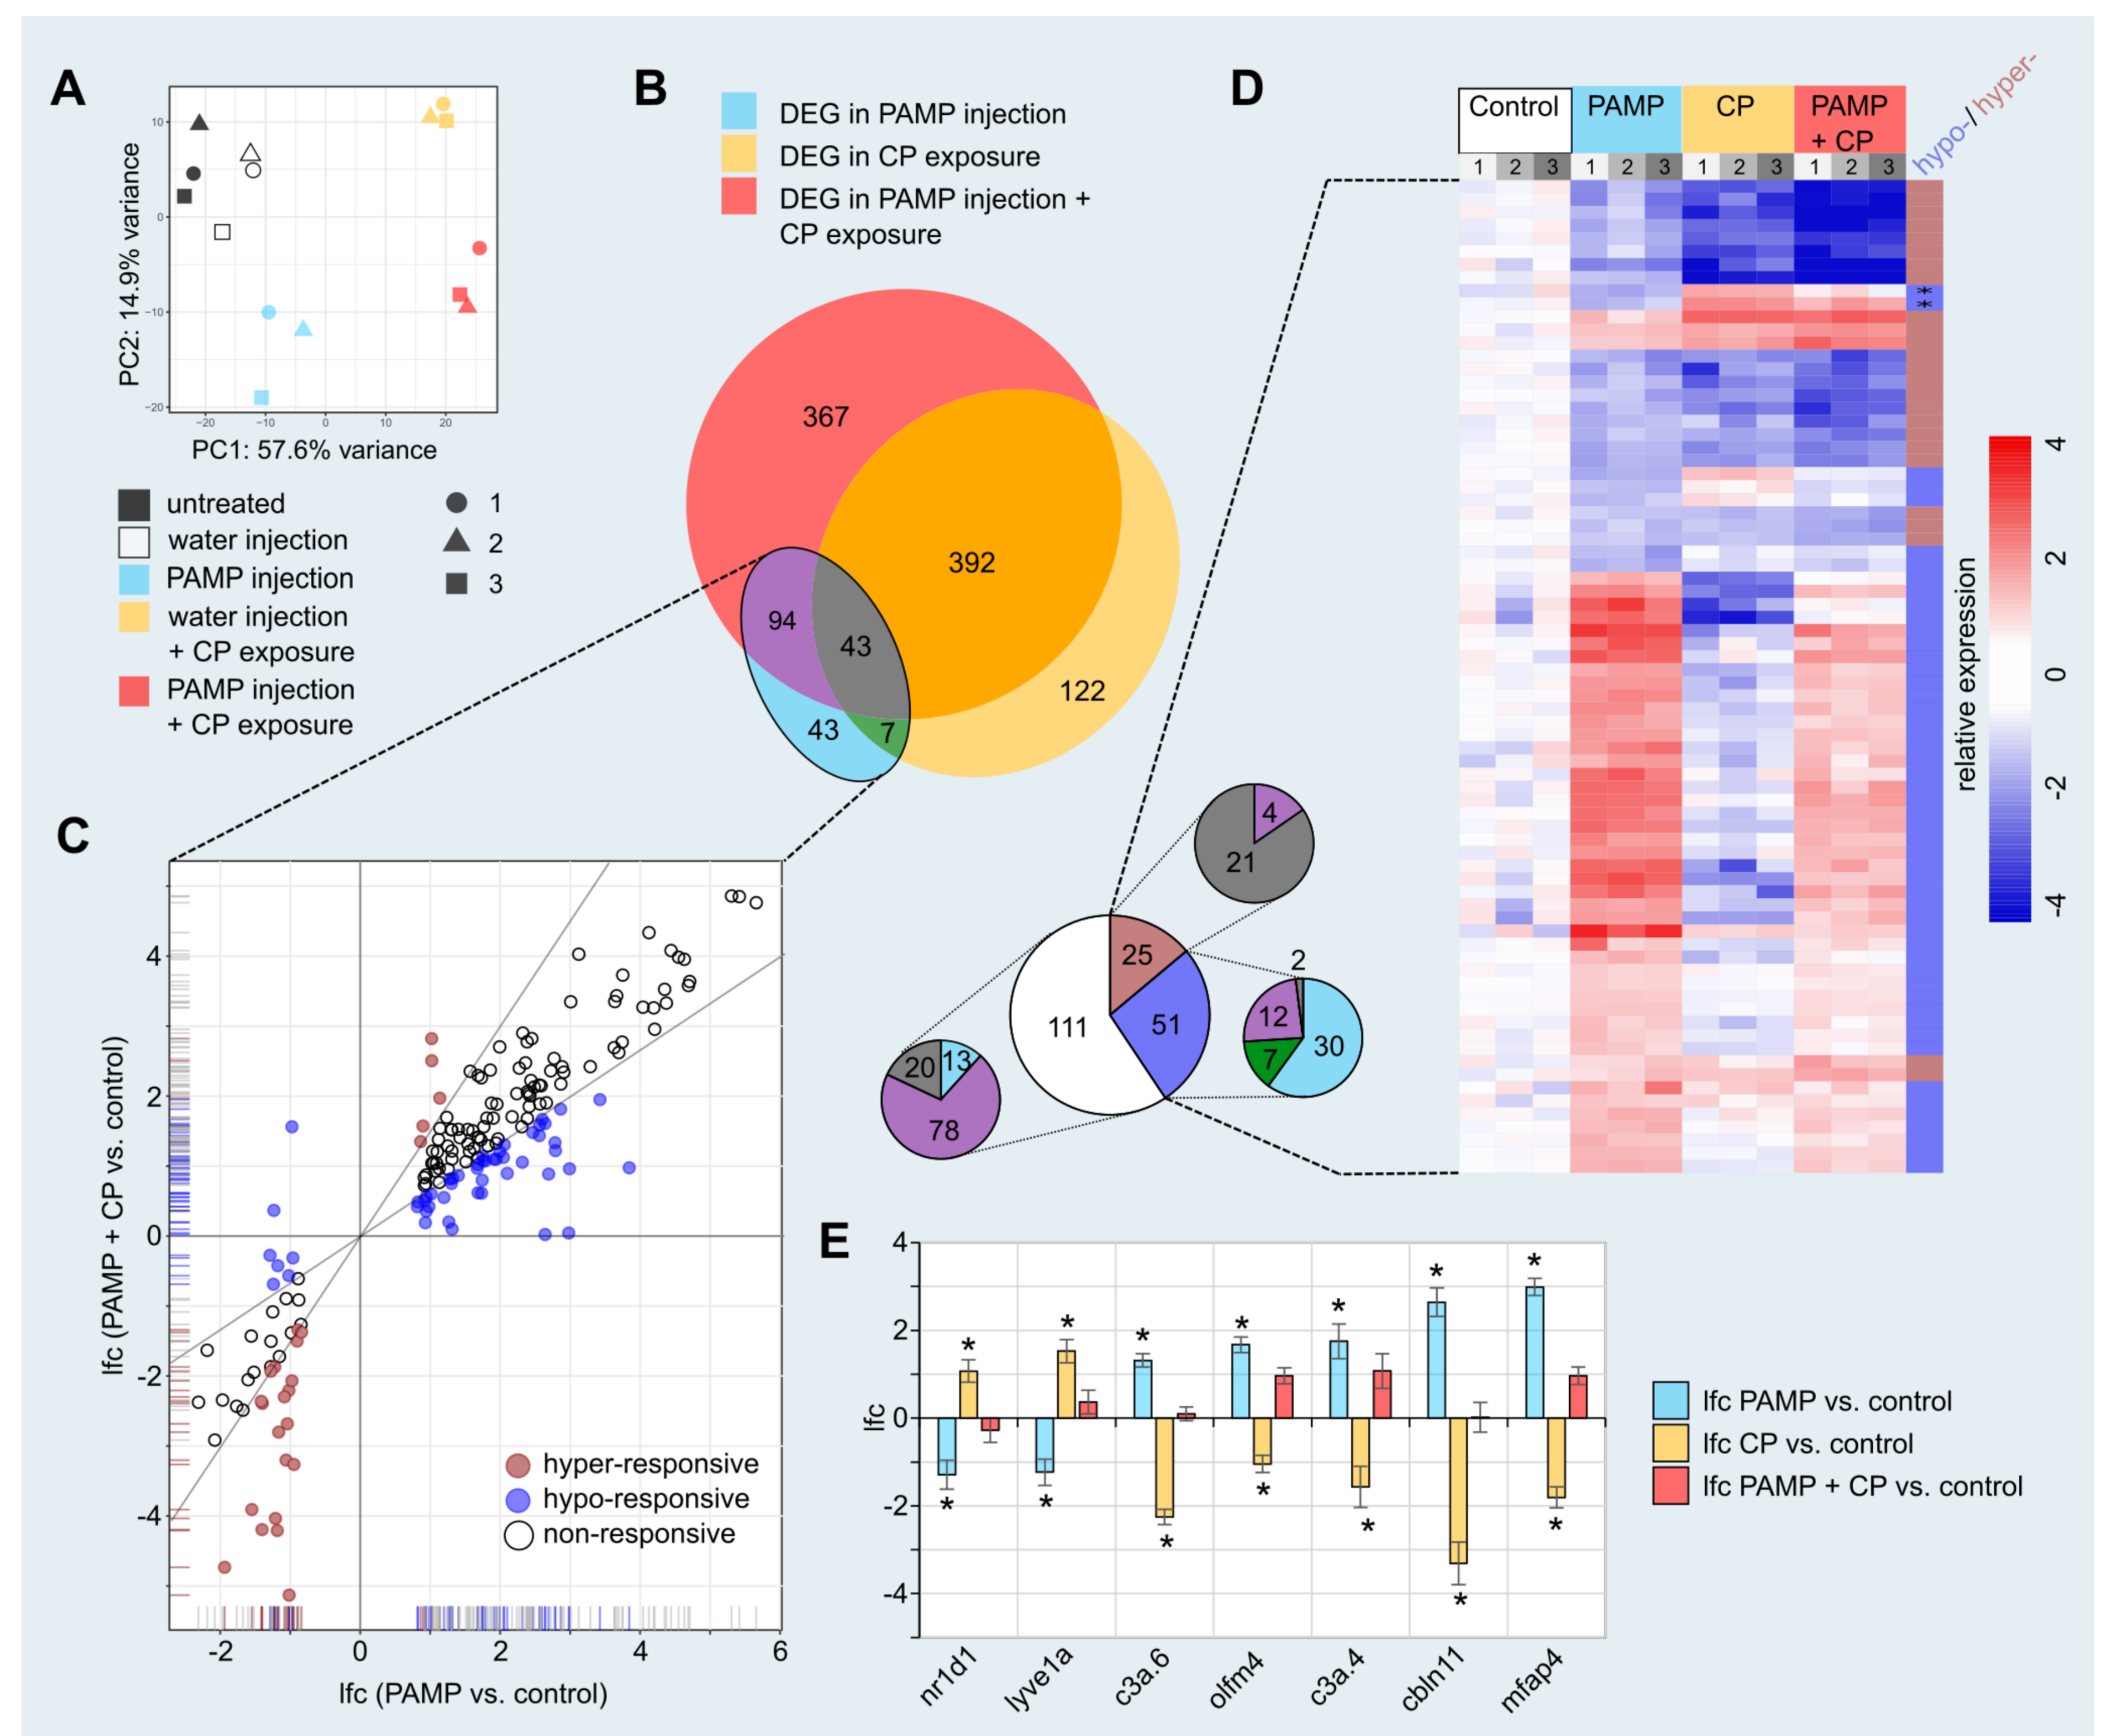 A
10
0
−10
−20
−20
−10
0
10
20
PC2: 14.9% variance
PC1: 57.6% variance
untreated
water injection
PAMP injection
water injection
+ CP exposure
PAMP injection
+ CP exposure
1
2
3
B
DEG in PAMP injection
DEG in CP exposure
DEG in PAMP injection +
CP exposure
367
392
94
43
122
43
7
4
21
25
51
111
2
12
7
30
20
13
78
C
4
2
0
-2
-4
-2
0
2
4
6
lfc (PAMP + CP vs. control)
lfc (PAMP vs. control)
hyper-responsive
hypo-responsive
non-responsive
D
Control
PAMP
CP
PAMP
+ CP
hypo-/ hyper-
1 2 3 1 2 3 1 2 3 1 2 3
*
*
relative expression
4
2
0
-2
-4
E
4
2
0
-2
-4
lfc
* * * * * * *
* * * * * * *
nr1d1
lyve1a
c3a.6
olfm4
c3a.4
cbln11
mfap4
lfc PAMP vs. control
lfc CP vs. control
lfc PAMP + CP vs. control